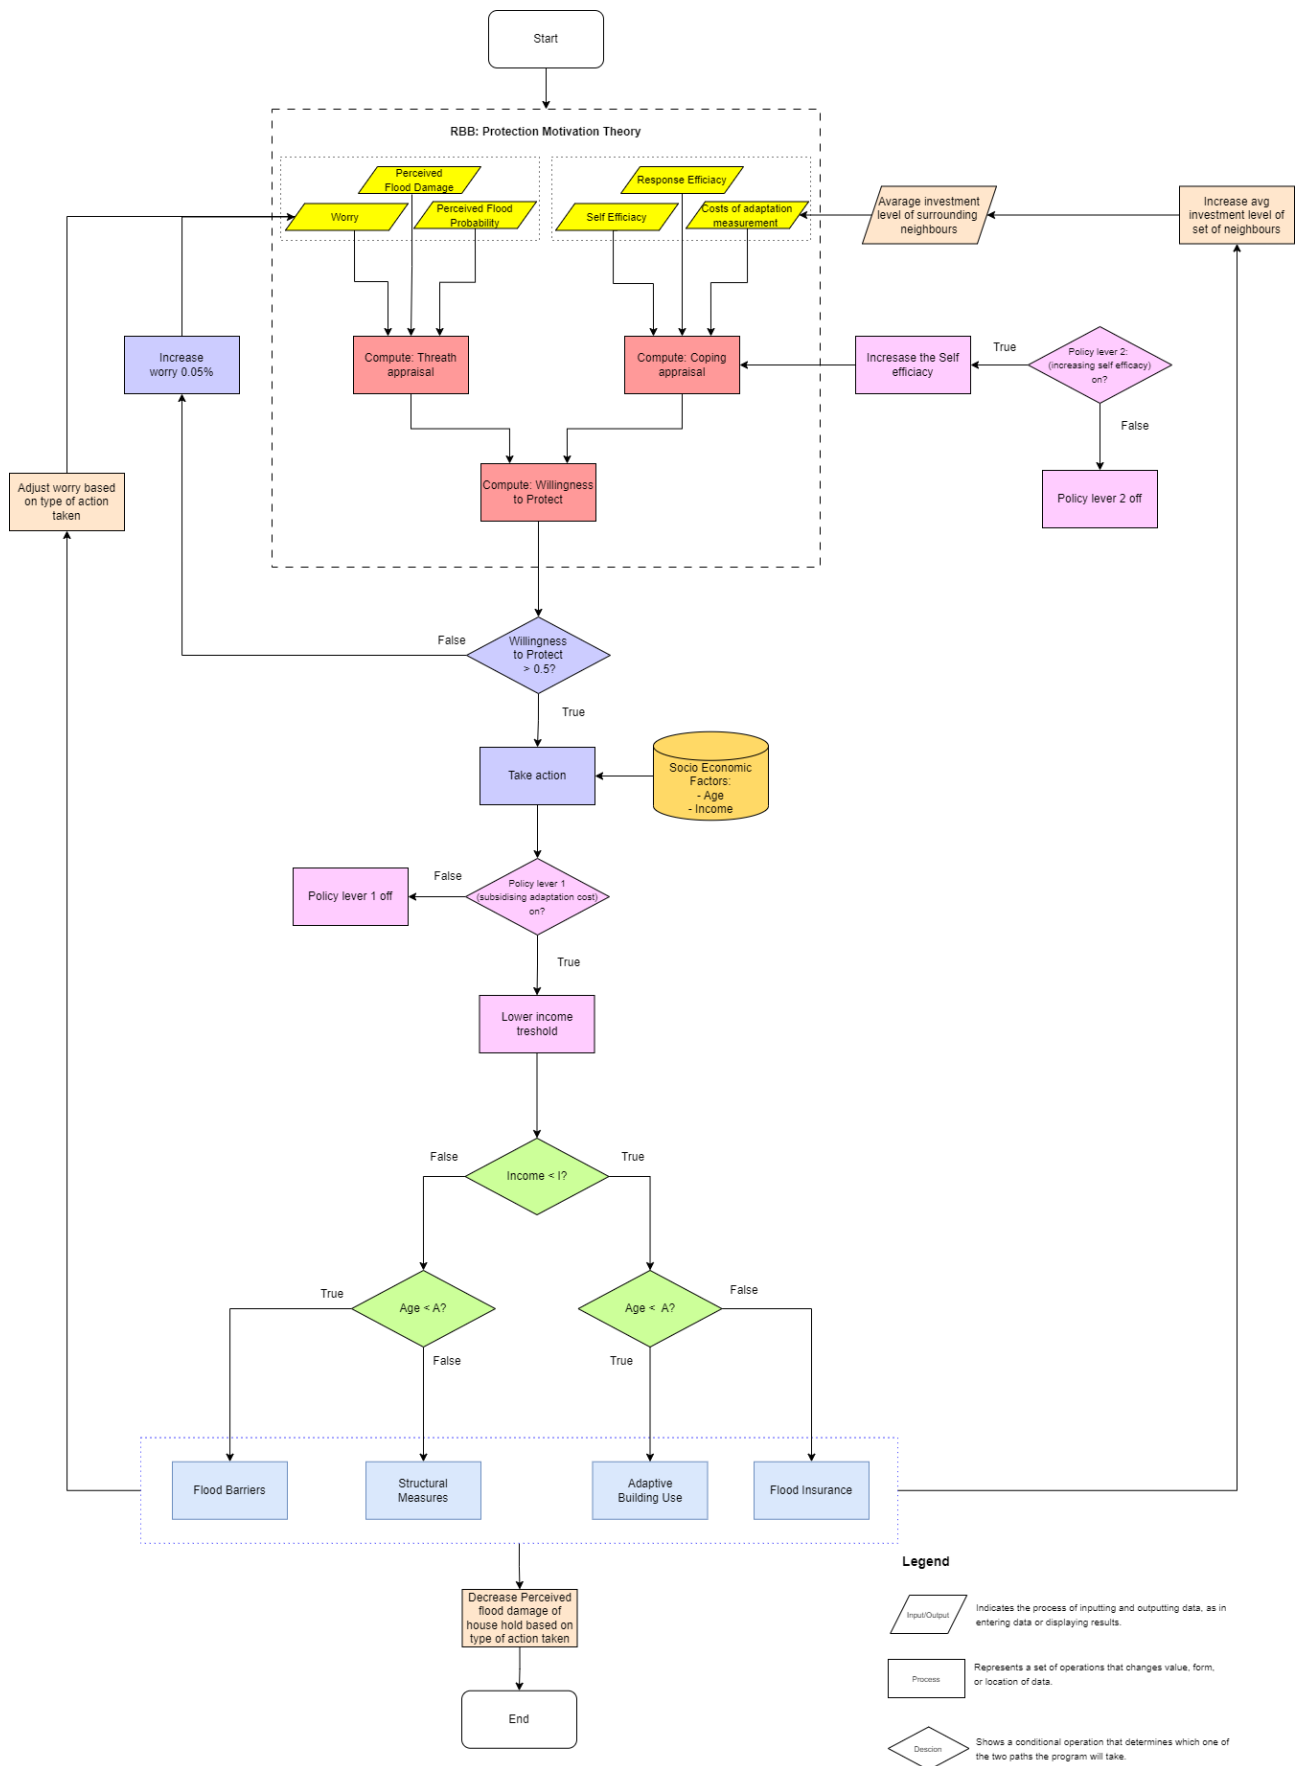 Start
RBB: Protection Motivation Theory
Perceived
Flood Damage
Worry
Perceived Flood
Probability
Response Efficiacy
Self Efficiacy
Costs of adaptation
measurement
Avarage investment
level of surrounding
neighbours
Increase avg
investment level of
set of neighbours
Increase
worry 0.05%
Compute: Threath
appraisal
Compute: Coping
appraisal
Incresase the Self
efficiacy
True
Policy lever 2:
(increasing self efficacy)
on?
False
Policy lever 2 off
Adjust worry based
on type of action
taken
Compute: Willingness
to Protect
False
Willingness
to Protect
> 0.5?
True
Take action
Socio Economic
Factors:
- Age
- Income
Policy lever 1 off
False
Policy lever 1
(subsidising adaptation cost)
on?
True
Lower income
treshold
False
Income < I?
True
True
Age < A?
False
Age <  A?
False
True
Flood Barriers
Structural
Measures
Adaptive
Building Use
Flood Insurance
Decrease Perceived
flood damage of
house hold based on
type of action taken
End
Legend
Input/Output
Indicates the process of inputting and outputting data, as in
entering data or displaying results.
Process
Represents a set of operations that changes value, form,
or location of data.
Descion
Shows a conditional operation that determines which one of
the two paths the program will take.